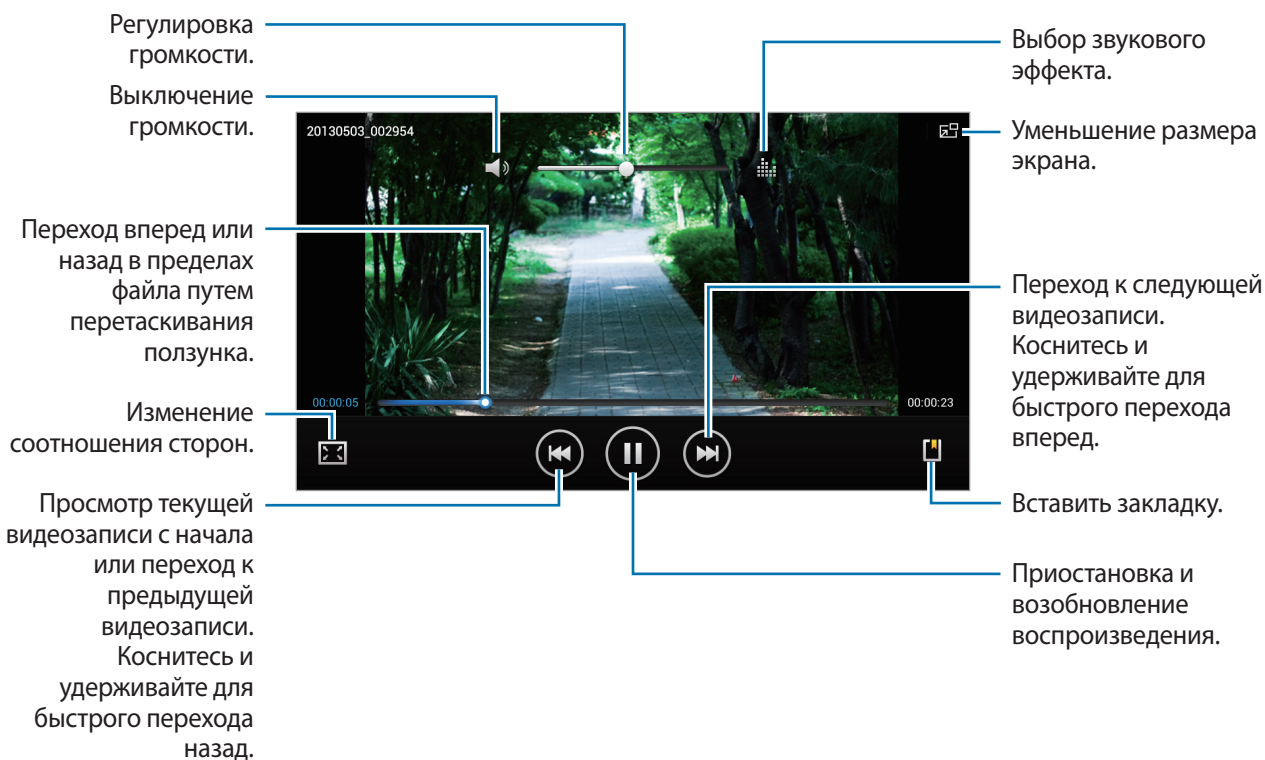 Регулировка
громкости.
Выключение
громкости.
Переход вперед или
назад в пределах
файла путем
перетаскивания
ползунка.
Изменение
соотношения сторон.
Просмотр текущей
видеозаписи с начала
или переход к
предыдущей
видеозаписи.
Коснитесь и
удерживайте для
быстрого перехода
назад.
20130503_002954
00:00:05
00:00:23
Выбор звукового
эффекта.
Уменьшение размера
экрана.
Переход к следующей
видеозаписи.
Коснитесь и
удерживайте для
быстрого перехода
вперед.
Вставить закладку.
Приостановка и
возобновление
воспроизведения.